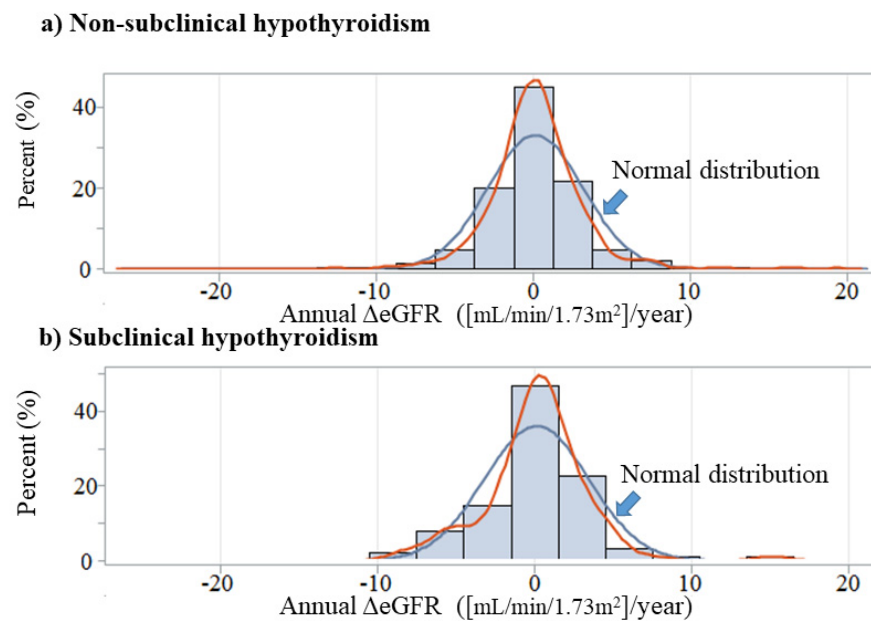 a) Non-subclinical hypothyroidism
Percent (%)
40
20
0
Normal distribution
-20 -10 0 10 20
Annual ΔeGFR ([mL/min/1.73m²]/year)
b) Subclinical hypothyroidism
Percent (%)
40
20
0
Normal distribution
-20 -10 0 10 20
Annual ΔeGFR ([mL/min/1.73m²]/year)